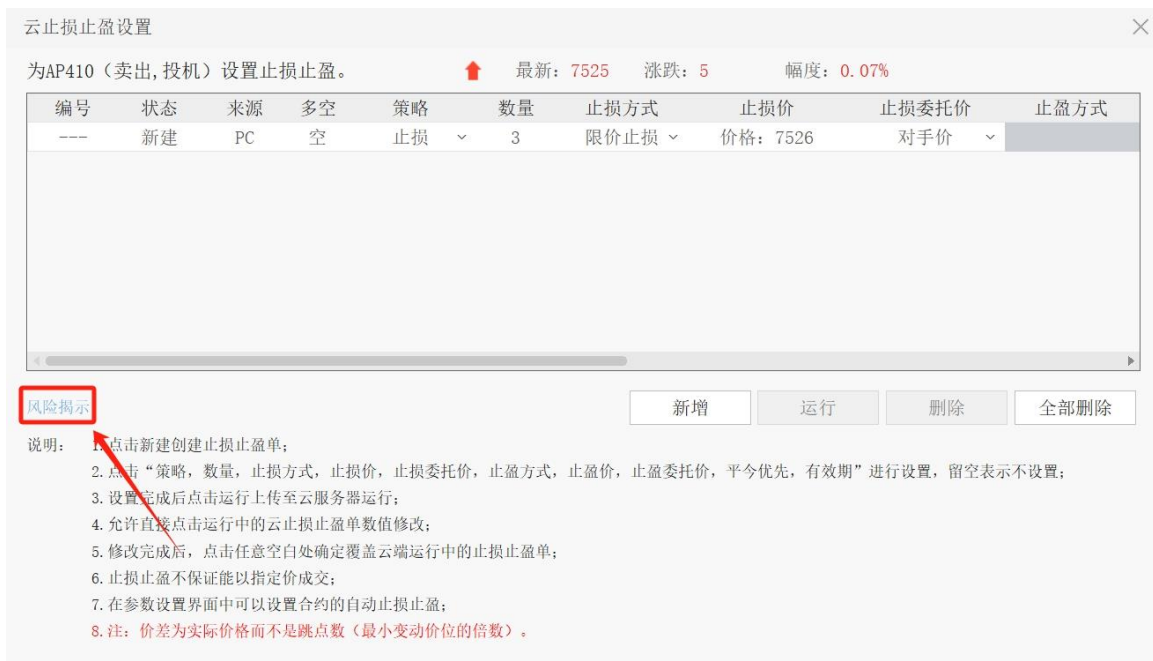 云止损止盈设置
为AP410（卖出,投机）设置止损止盈。 最新: 7525 涨跌: 5 幅度: 0.07%
编号 状态 来源 多空 策略 数量 止损方式 止损价 止损委托价 止盈方式
--- 新建 PC 空 止损 3 限价止损 价格: 7526 对手价
风险揭示 新增 运行 删除 全部删除
说明: 1.点击新建创建止损止盈单;
2.点击“策略, 数量, 止损方式, 止损价, 止损委托价, 止盈方式, 止盈价, 止盈委托价, 平今优先, 有效期”进行设置, 留空表示不设置;
3.设置完成后点击运行上传至云服务器运行;
4.允许直接点击运行中的云止损止盈单数值修改;
5.修改完成后, 点击任意空白处确定覆盖云端运行中的止损止盈单;
6.止损止盈不保证能以指定价成交;
7.在参数设置界面中可以设置合约的自动止损止盈;
8.注: 价差为实际价格而不是跳点数（最小变动价位的倍数）。